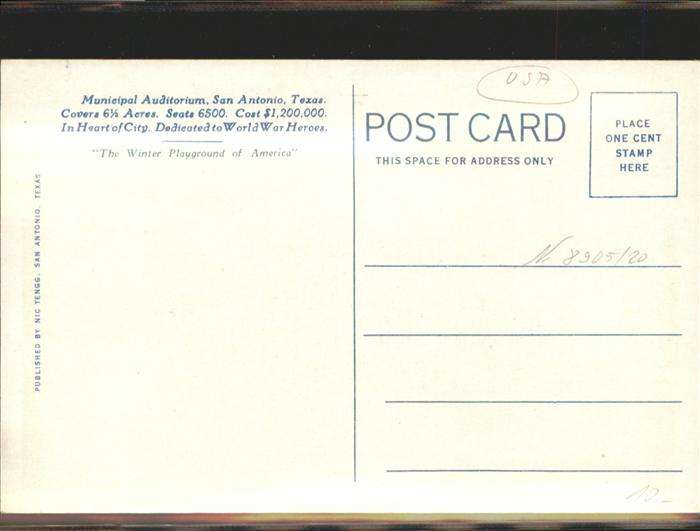 Municipal Auditorium, San Antonio, Texas.
Covers 6½ Acres. Seats 6500. Cost $1,200,000.
In Heart of City. Dedicated to World War Heroes.
"The Winter Playground of America"
PUBLISHED BY NIC TENGG, SAN ANTONIO, TEXAS
USA
POST CARD
THIS SPACE FOR ADDRESS ONLY
PLACE
ONE CENT
STAMP
HERE
8905/20